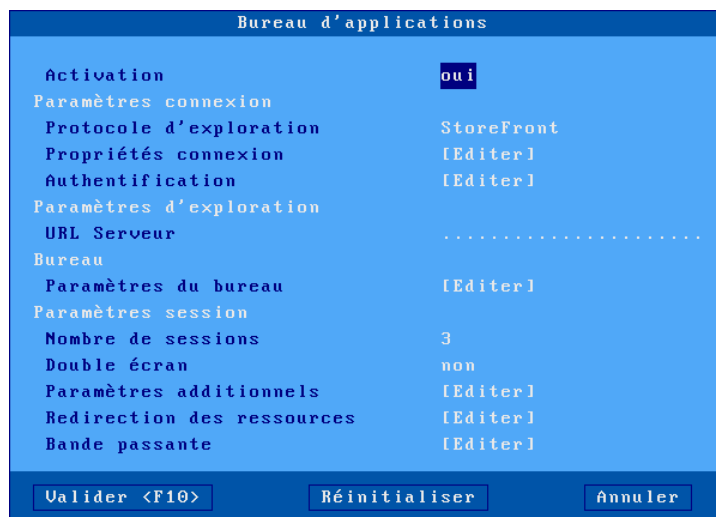 Bureau d'applications
Activation oui
Paramètres connexion
Protocole d'exploration StoreFront
Propriétés connexion [Editer]
Authentification [Editer]
Paramètres d'exploration
URL Serveur ......................
Bureau
Paramètres du bureau [Editer]
Paramètres session
Nombre de sessions 3
Double écran non
Paramètres additionnels [Editer]
Redirection des ressources [Editer]
Bande passante [Editer]
Valider <F10> Réinitialiser Annuler